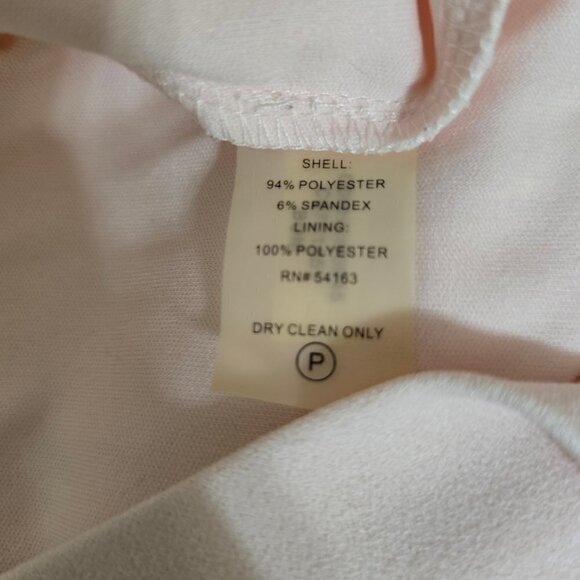 SHELL:
94% POLYESTER
6% SPANDEX
LINING:
100% POLYESTER
RN# 54163
DRY CLEAN ONLY
P